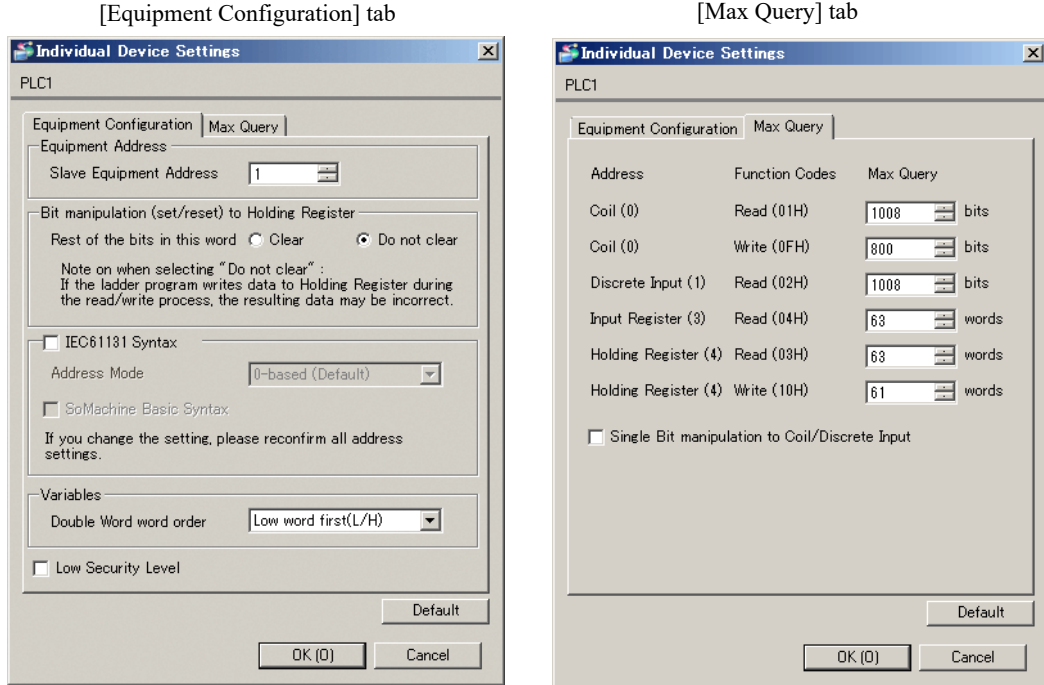 [Equipment Configuration] tab
Individual Device Settings
PLC1
Equipment Configuration Max Query
Equipment Address
Slave Equipment Address 1
Bit manipulation (set/reset) to Holding Register
Rest of the bits in this word Clear Do not clear
Note on when selecting "Do not clear" :
If the ladder program writes data to Holding Register during
the read/write process, the resulting data may be incorrect.
IEC61131 Syntax
Address Mode 0-based (Default)
SoMachine Basic Syntax
If you change the setting, please reconfirm all address
settings.
Variables
Double Word word order Low word first(L/H)
Low Security Level
Default
OK (O) Cancel
[Max Query] tab
Individual Device Settings
PLC1
Equipment Configuration Max Query
Address Function Codes Max Query
Coil (0) Read (01H) 1008 bits
Coil (0) Write (0FH) 800 bits
Discrete Input (1) Read (02H) 1008 bits
Input Register (3) Read (04H) 63 words
Holding Register (4) Read (03H) 63 words
Holding Register (4) Write (10H) 61 words
Single Bit manipulation to Coil/Discrete Input
Default
OK (O) Cancel